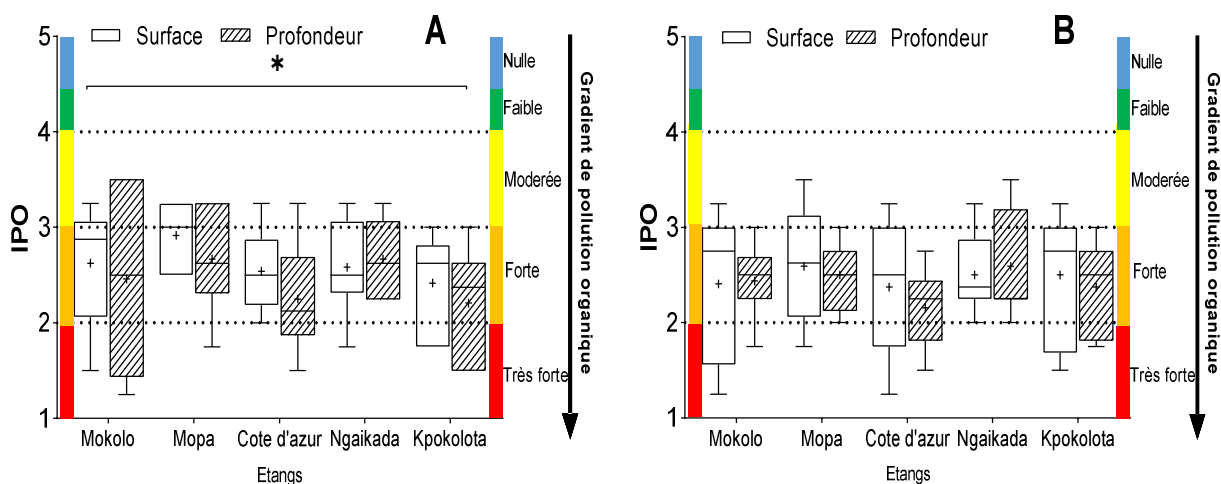 A
Surface Profondeur
*
5
4
3
2
1
IPO
Nulle
Faible
Moderée
Forte
Très forte
Gradient de pollution organique
Mokolo Mopa Cote d'azur Ngaikada Kpokolota
Etangs
B
Surface Profondeur
5
4
3
2
1
IPO
Nulle
Faible
Moderée
Forte
Très forte
Gradient de pollution organique
Mokolo Mopa Cote d'azur Ngaikada Kpokolota
Etangs